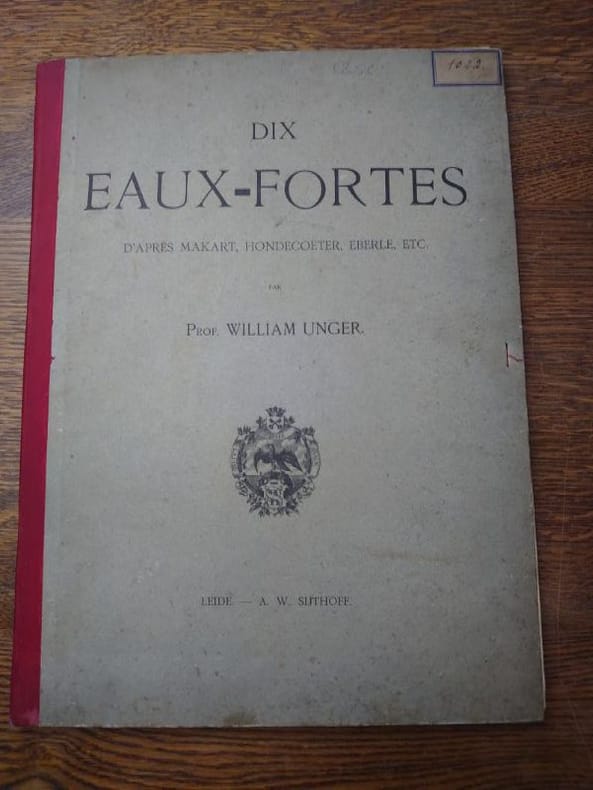 1022.
DIX
EAUX-FORTES
D'APRÈS MAKART, HONDECOETER, EBERLE, ETC.
PAR
PROF. WILLIAM UNGER.
LEIDE — A. W. SIJTHOFF.